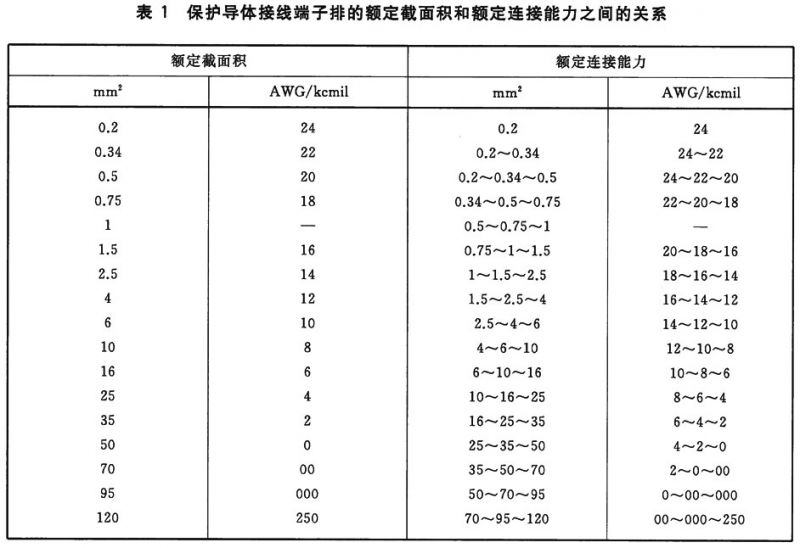 表 1 保护导体接线端子排的额定截面积和额定连接能力之间的关系
额定截面积 额定连接能力
mm² AWG/kcmil mm² AWG/kcmil
0.2 24 0.2 24
0.34 22 0.2～0.34 24～22
0.5 20 0.2～0.34～0.5 24～22～20
0.75 18 0.34～0.5～0.75 22～20～18
1 — 0.5～0.75～1 —
1.5 16 0.75～1～1.5 20～18～16
2.5 14 1～1.5～2.5 18～16～14
4 12 1.5～2.5～4 16～14～12
6 10 2.5～4～6 14～12～10
10 8 4～6～10 12～10～8
16 6 6～10～16 10～8～6
25 4 10～16～25 8～6～4
35 2 16～25～35 6～4～2
50 0 25～35～50 4～2～0
70 00 35～50～70 2～0～00
95 000 50～70～95 0～00～000
120 250 70～95～120 00～000～250